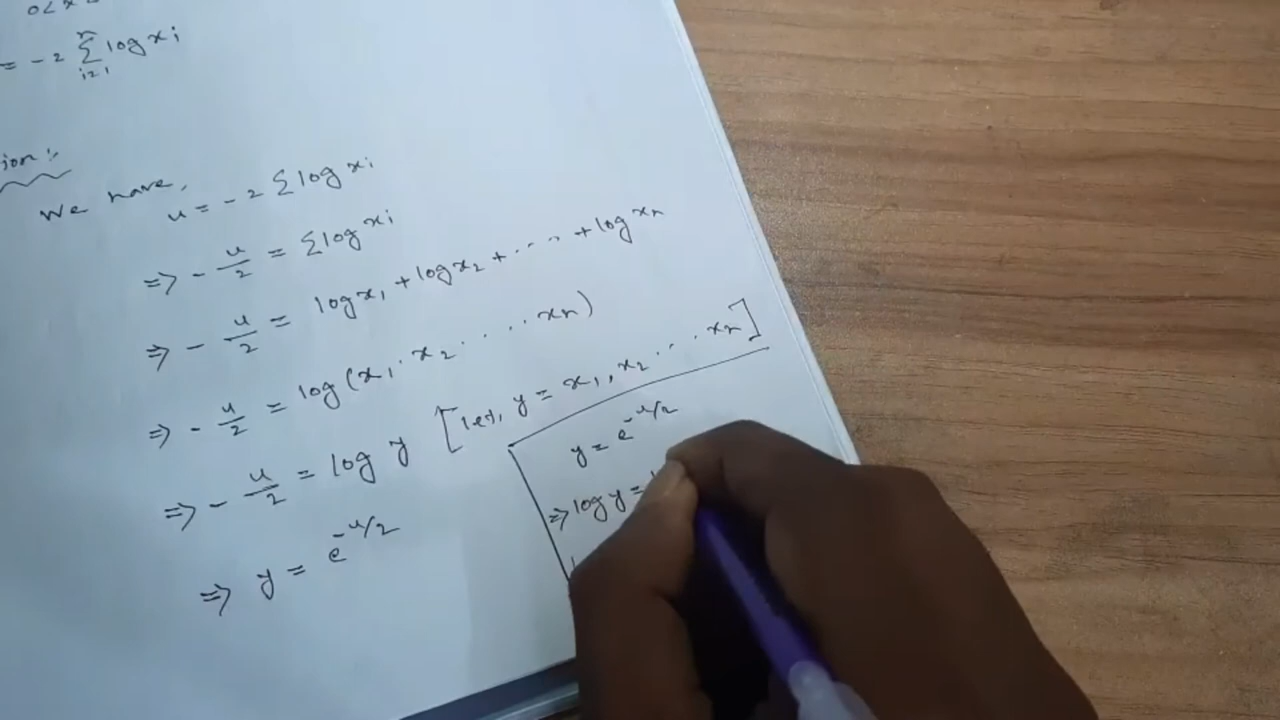 = -2 Σ log xi
n
i=1
ion :-
We have,
u = -2 Σ log xi
=> - u/2 = Σ log xi
=> - u/2 = log x1 + log x2 + ..... + log xn
=> - u/2 = log (x1 . x2 ..... xn)
=> - u/2 = log y [let, y = x1, x2 .... xn]
=> y = e^-u/2
y = e^-u/2
=> log y =